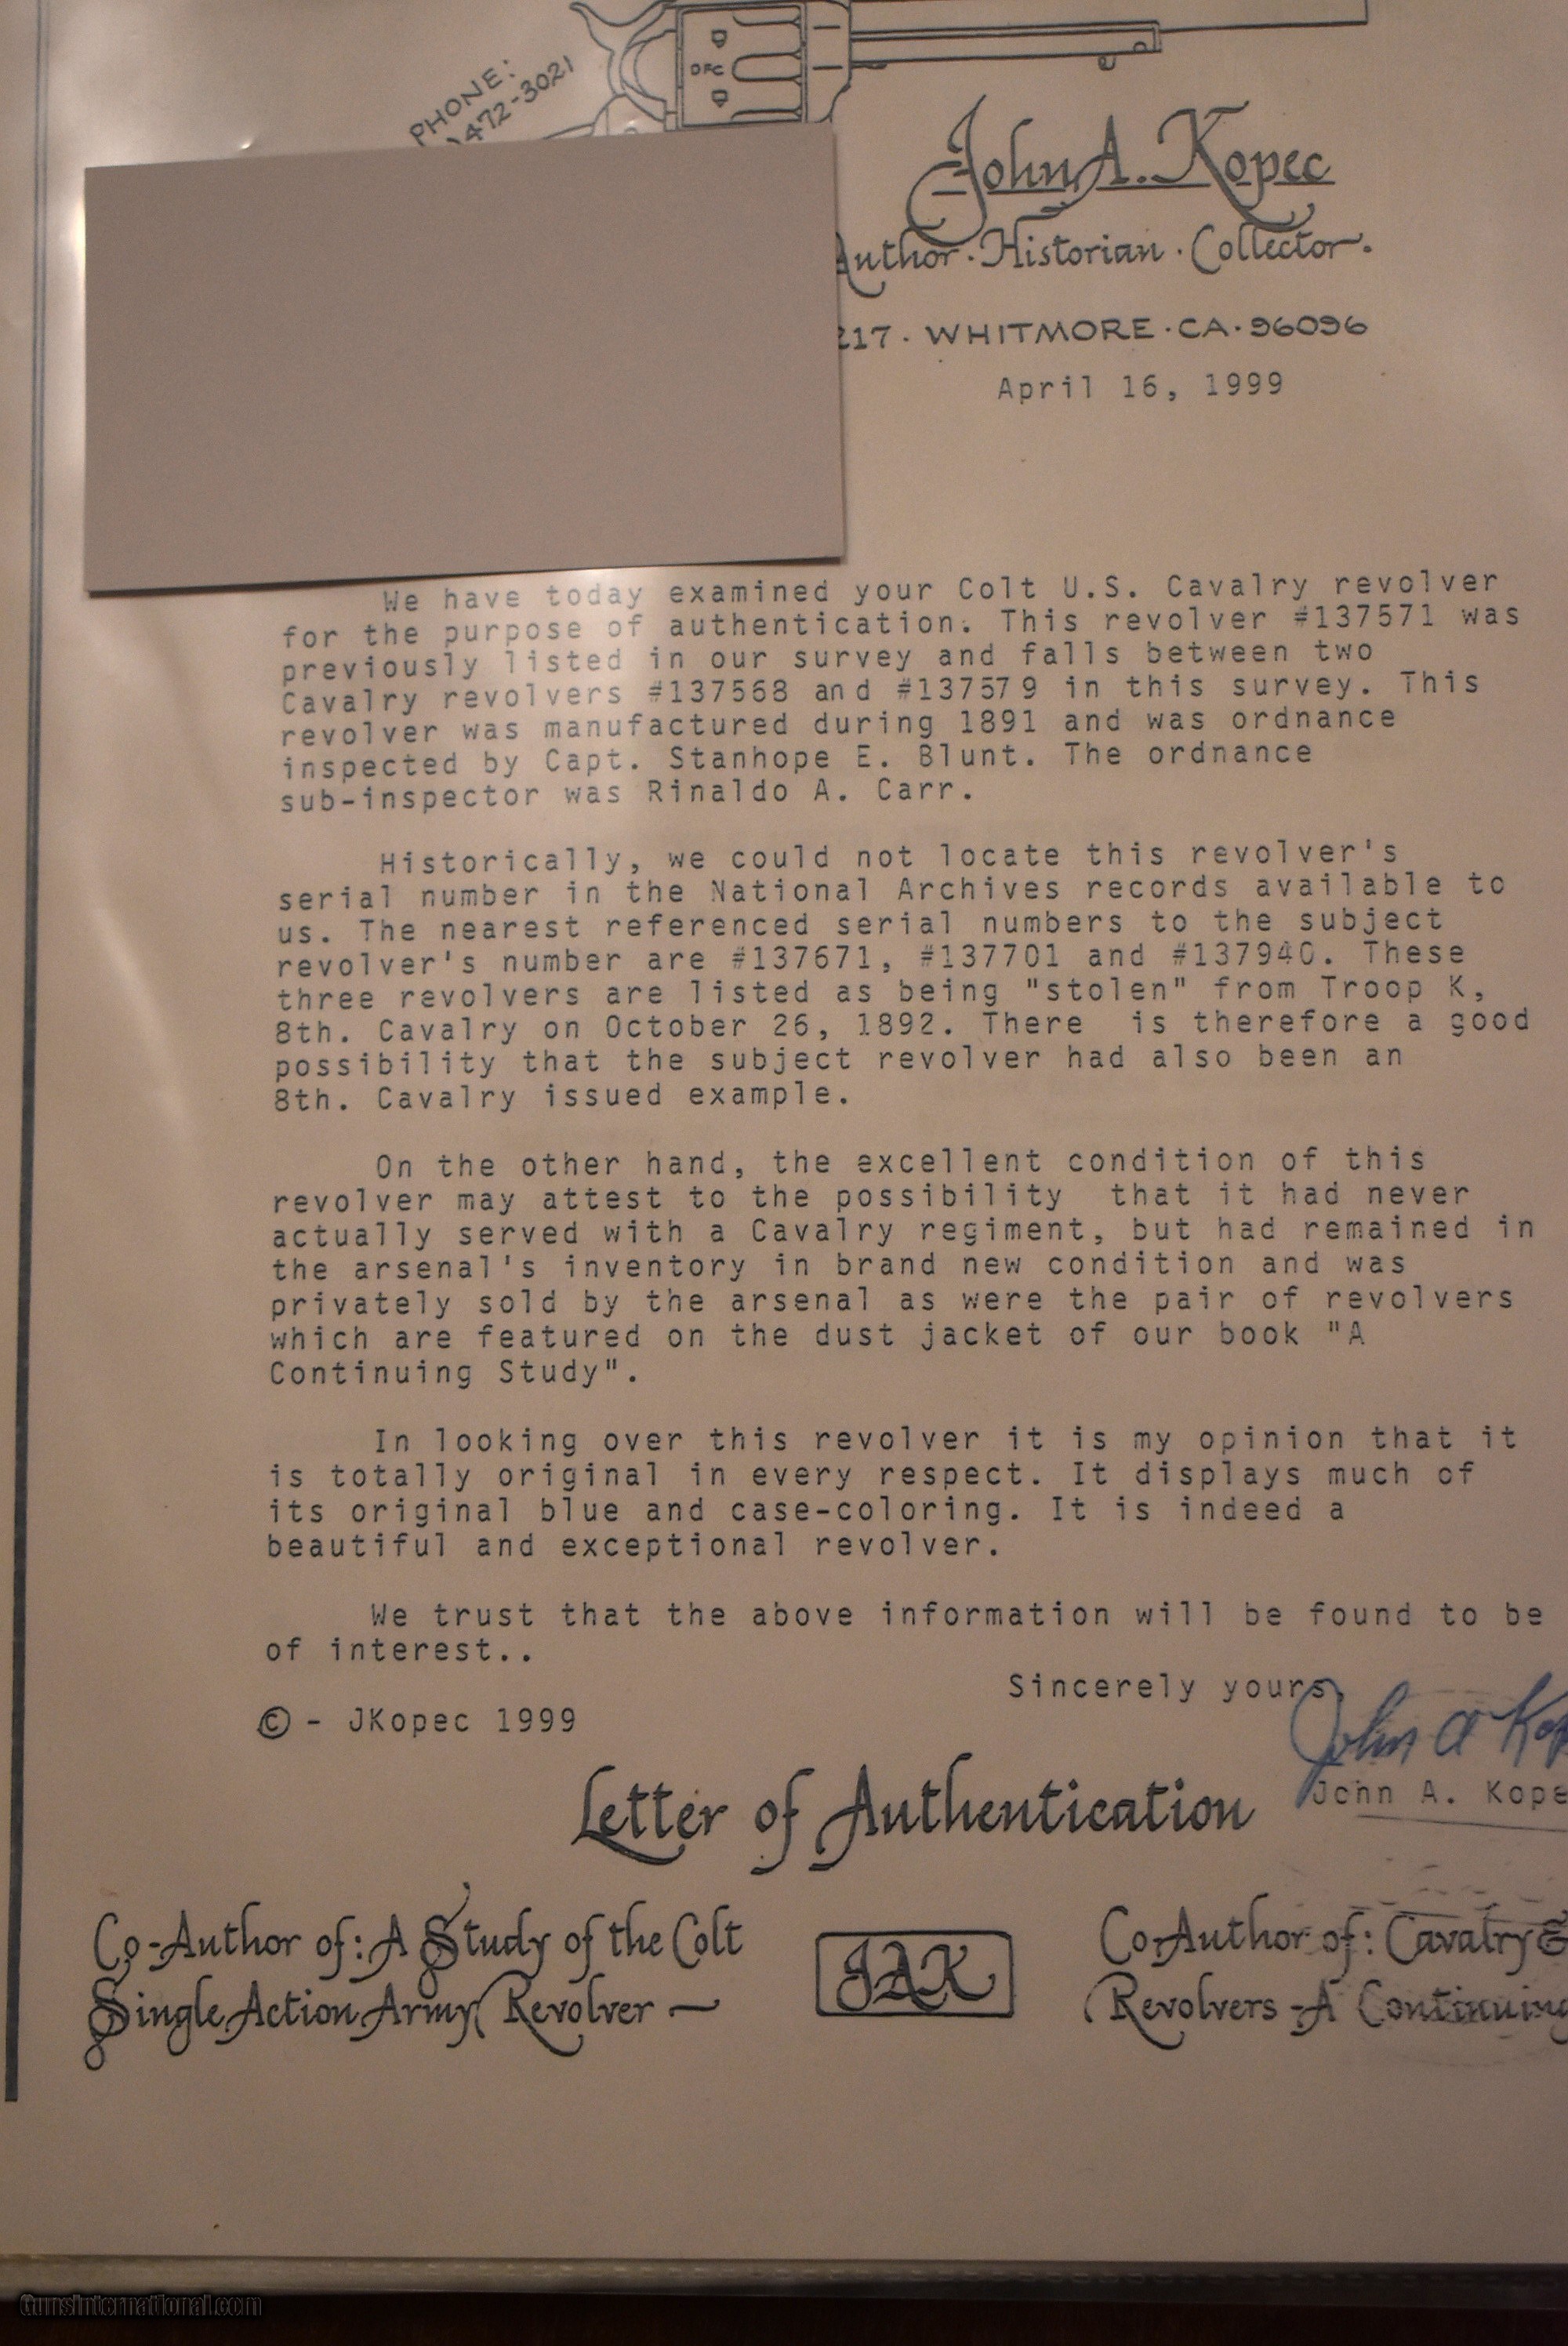 PHONE:
)472-3021
DFC
John A. Kopec
Author · Historian · Collector.
217 · WHITMORE · CA · 96096
April 16, 1999
We have today examined your Colt U.S. Cavalry revolver
for the purpose of authentication. This revolver #137571 was
previously listed in our survey and falls between two
Cavalry revolvers #137568 and #137579 in this survey. This
revolver was manufactured during 1891 and was ordnance
inspected by Capt. Stanhope E. Blunt. The ordnance
sub-inspector was Rinaldo A. Carr.
Historically, we could not locate this revolver's
serial number in the National Archives records available to
us. The nearest referenced serial numbers to the subject
revolver's number are #137671, #137701 and #137940. These
three revolvers are listed as being "stolen" from Troop K,
8th. Cavalry on October 26, 1892. There is therefore a good
possibility that the subject revolver had also been an
8th. Cavalry issued example.
On the other hand, the excellent condition of this
revolver may attest to the possibility that it had never
actually served with a Cavalry regiment, but had remained in
the arsenal's inventory in brand new condition and was
privately sold by the arsenal as were the pair of revolvers
which are featured on the dust jacket of our book "A
Continuing Study".
In looking over this revolver it is my opinion that it
is totally original in every respect. It displays much of
its original blue and case-coloring. It is indeed a
beautiful and exceptional revolver.
We trust that the above information will be found to be
of interest..
Sincerely yours,
© - JKopec 1999
John A Kop
John A. Kope
Letter of Authentication
Co-Author of: A Study of the Colt
Single Action Army Revolver —
JAK
Co-Author of: Cavalry &
Revolvers - A Continuing
GunsInternational.com